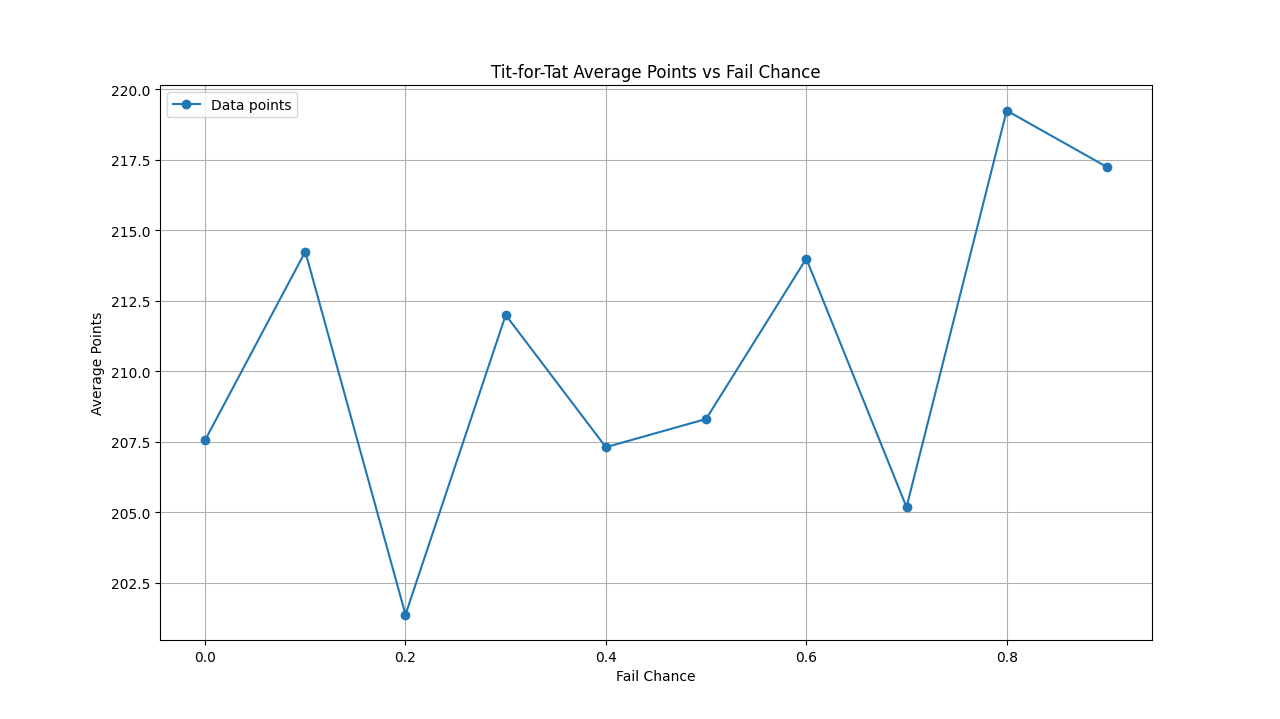 Tit-for-Tat Average Points vs Fail Chance
Data points
220.0
217.5
215.0
212.5
210.0
207.5
205.0
202.5
Average Points
0.0 0.2 0.4 0.6 0.8
Fail Chance